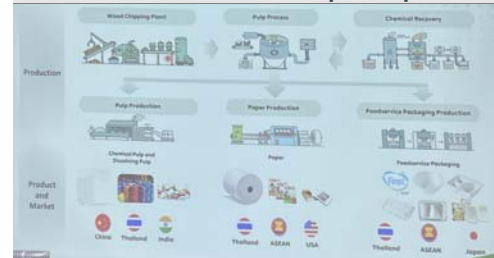 Wood Chipping Plant
Pulp Process
Chemical Recovery
Production
Pulp Production
Paper Production
Foodservice Packaging Production
Chemical Pulp and
Dissolving Pulp
Paper
Foodservice Packaging
Product
and
Market
Fest
China
Thailand
India
Thailand
ASEAN
USA
Thailand
ASEAN
Japan